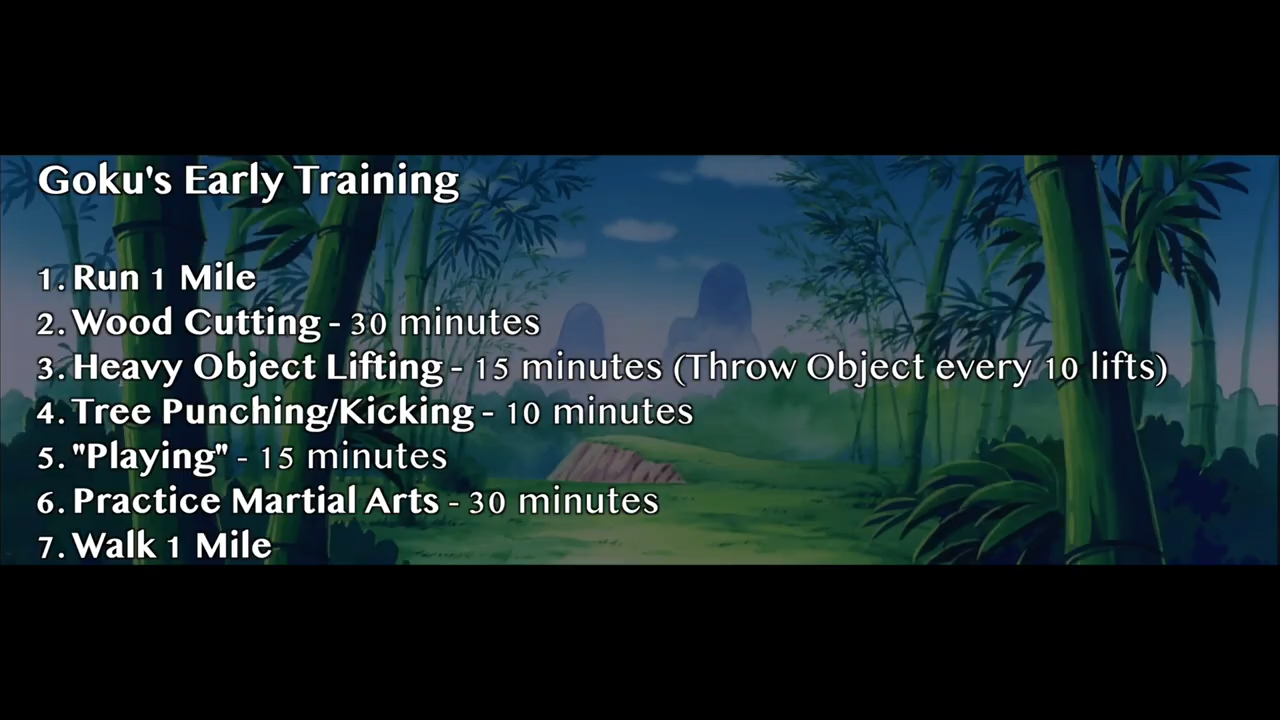 Goku's Early Training
1. Run 1 Mile
2. Wood Cutting - 30 minutes
3. Heavy Object Lifting - 15 minutes (Throw Object every 10 lifts)
4. Tree Punching/Kicking - 10 minutes
5. "Playing" - 15 minutes
6. Practice Martial Arts - 30 minutes
7. Walk 1 Mile